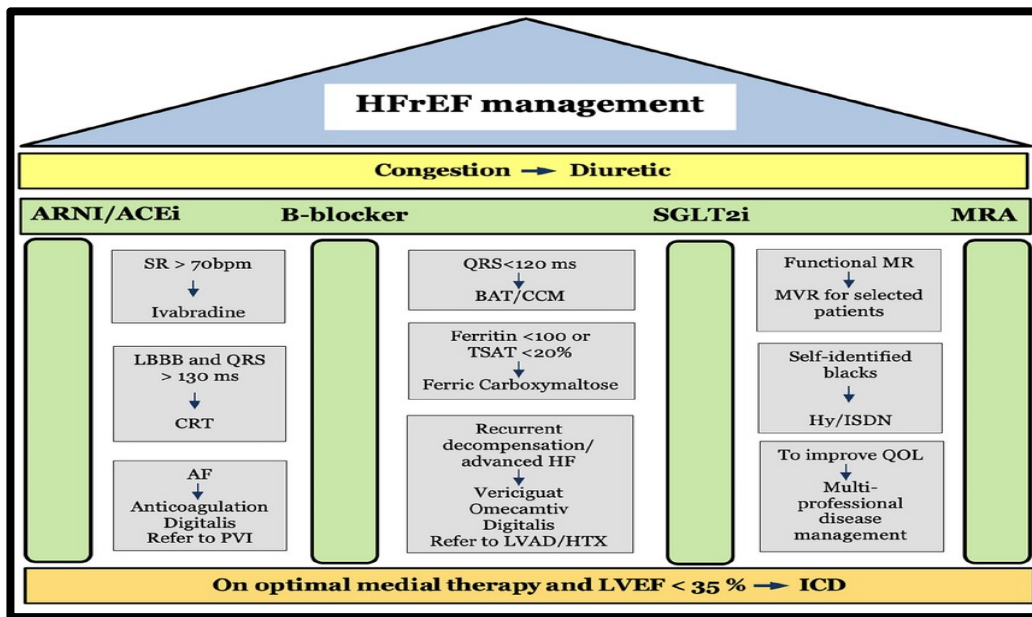 HFrEF management
Congestion → Diuretic
ARNI/ACEi B-blocker SGLT2i MRA
SR > 70bpm
Ivabradine
LBBB and QRS
> 130 ms
CRT
AF
Anticoagulation
Digitalis
Refer to PVI
QRS<120 ms
BAT/CCM
Ferritin <100 or
TSAT <20%
Ferric Carboxymaltose
Recurrent
decompensation/
advanced HF
Vericiguat
Omecamtiv
Digitalis
Refer to LVAD/HTX
Functional MR
MVR for selected
patients
Self-identified
blacks
Hy/ISDN
To improve QOL
Multi-
professional
disease
management
On optimal medial therapy and LVEF < 35 % → ICD